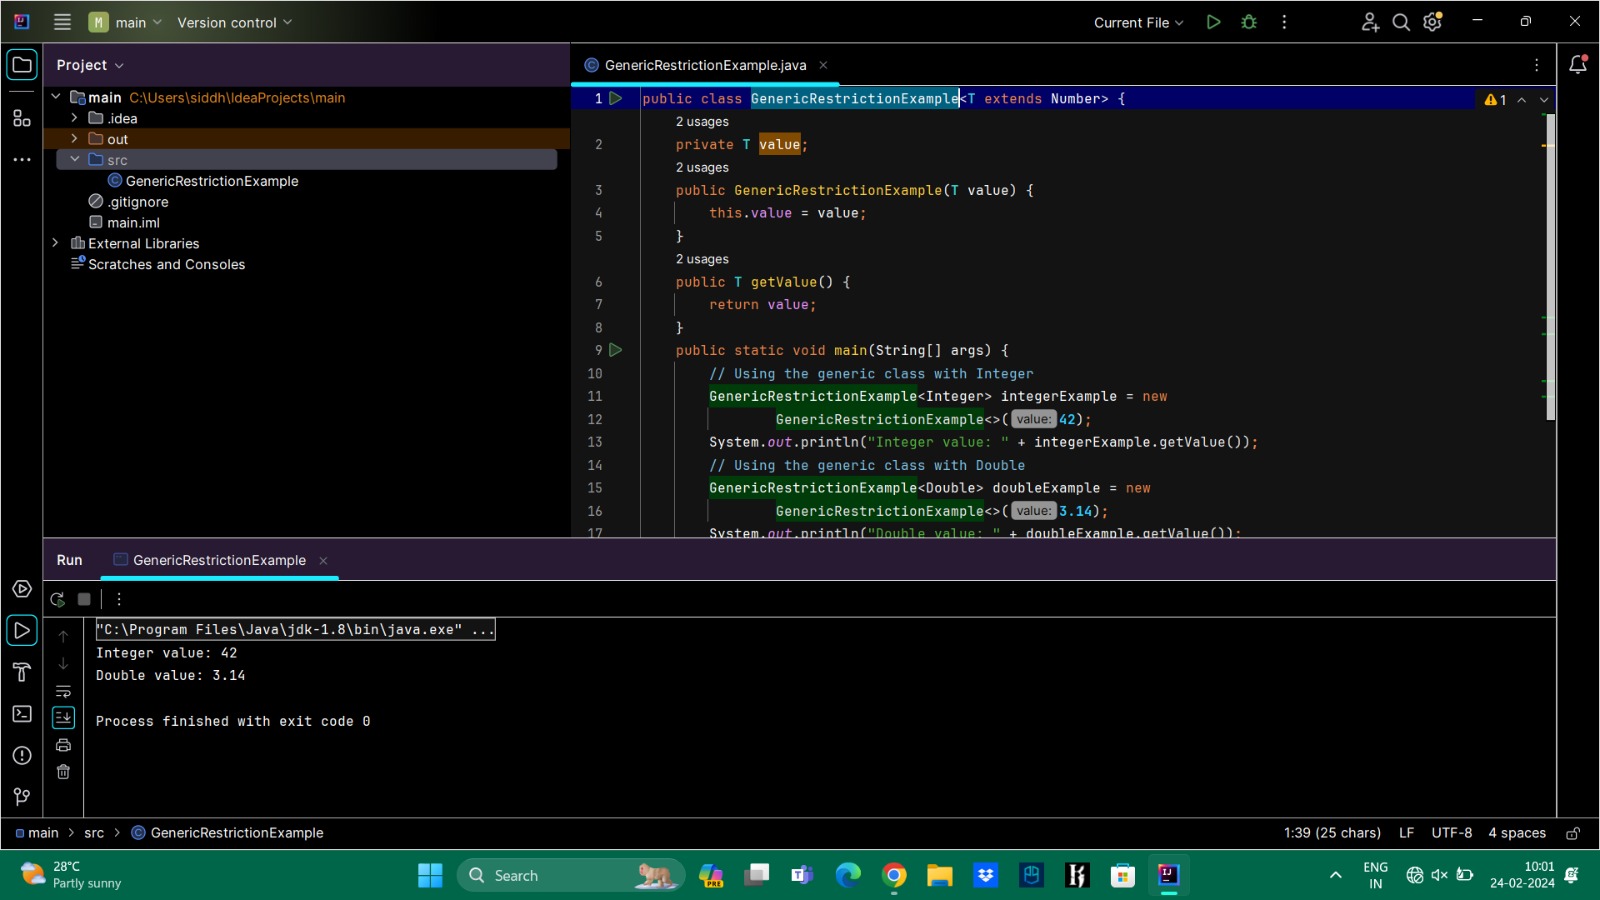 M main Version control Current File
Project
GenericRestrictionExample.java
main C:\Users\siddh\IdeaProjects\main
.idea
out
src
GenericRestrictionExample
.gitignore
main.iml
External Libraries
Scratches and Consoles
1 public class GenericRestrictionExample<T extends Number> {
1
2 usages
2 private T value;
2 usages
3 public GenericRestrictionExample(T value) {
4 this.value = value;
5 }
2 usages
6 public T getValue() {
7 return value;
8 }
9 public static void main(String[] args) {
10 // Using the generic class with Integer
11 GenericRestrictionExample<Integer> integerExample = new
12 GenericRestrictionExample<>( value: 42);
13 System.out.println("Integer value: " + integerExample.getValue());
14 // Using the generic class with Double
15 GenericRestrictionExample<Double> doubleExample = new
16 GenericRestrictionExample<>( value: 3.14);
17 System.out.println("Double value: " + doubleExample.getValue());
Run GenericRestrictionExample
"C:\Program Files\Java\jdk-1.8\bin\java.exe" ...
Integer value: 42
Double value: 3.14
Process finished with exit code 0
main > src > GenericRestrictionExample
1:39 (25 chars) LF UTF-8 4 spaces
28°C
Partly sunny
Search
PRE
ENG
IN
10:01
24-02-2024